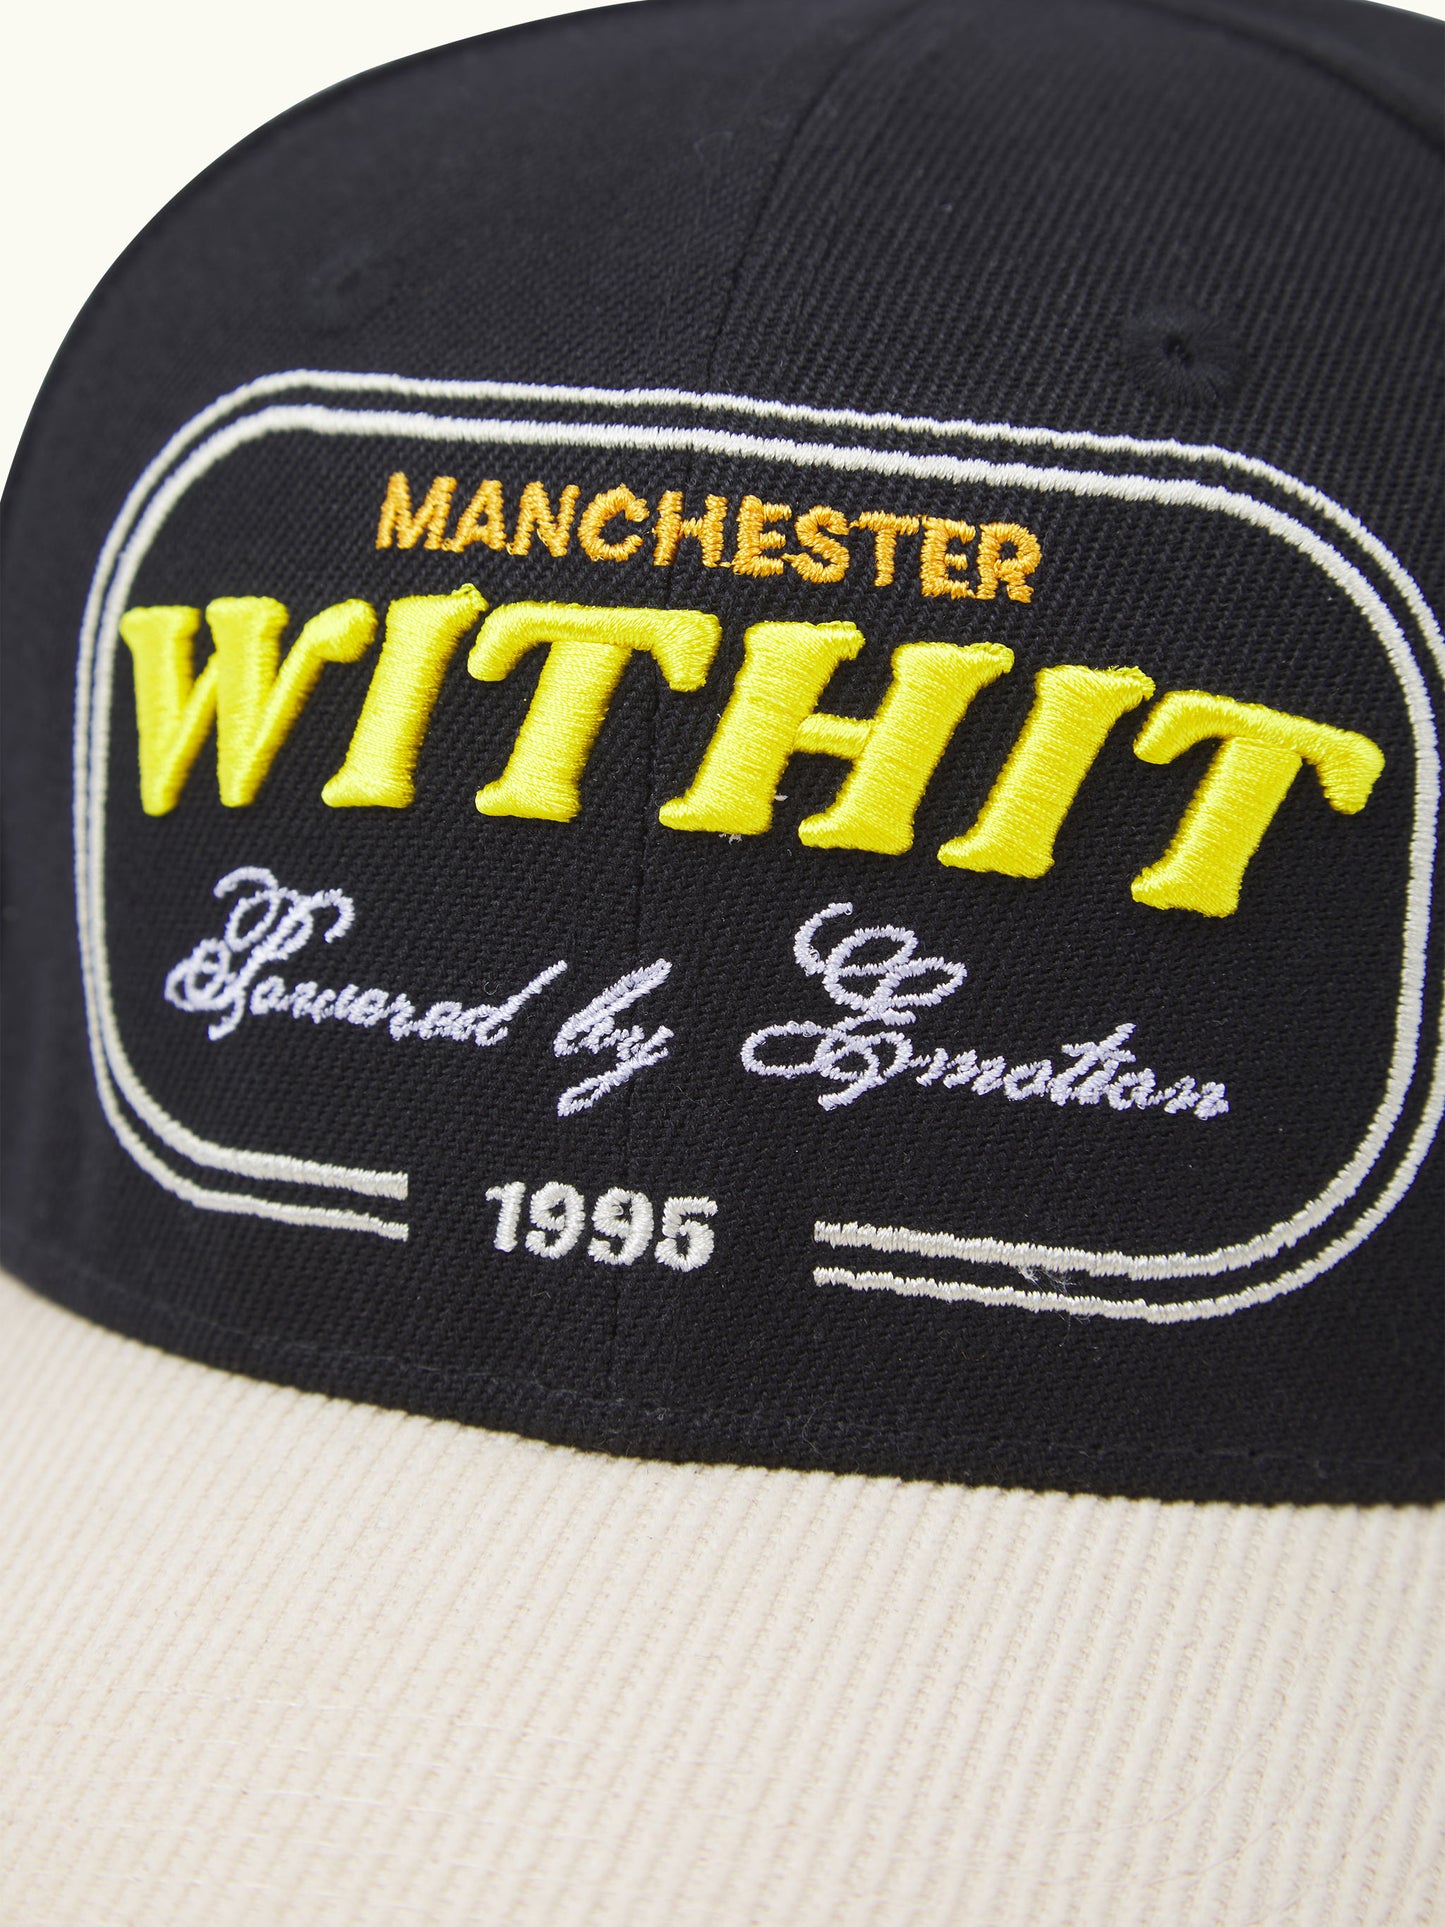 MANCHESTER
WITHIT
Powered by Emotion
1995